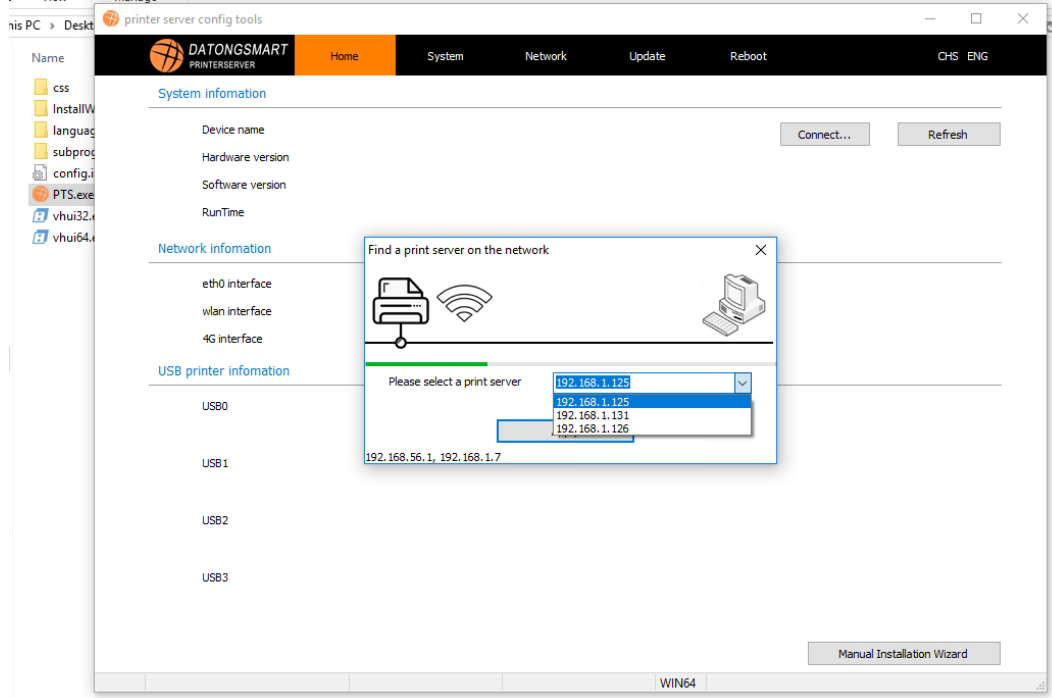 his PC > Deskt
printer server config tools
Name
css
InstallW
languag
subprog
config.i
PTS.exe
vhui32.e
vhui64.e
DATONGSMART
PRINTERSERVER
Home System Network Update Reboot CHS ENG
System infomation
Device name
Connect... Refresh
Hardware version
Software version
RunTime
Network infomation
eth0 interface
wlan interface
4G interface
USB printer infomation
USB0
USB1
USB2
USB3
Find a print server on the network
Please select a print server 192.168.1.125
192.168.1.125
192.168.1.131
192.168.1.126
192.168.56.1, 192.168.1.7
Manual Installation Wizard
WIN64